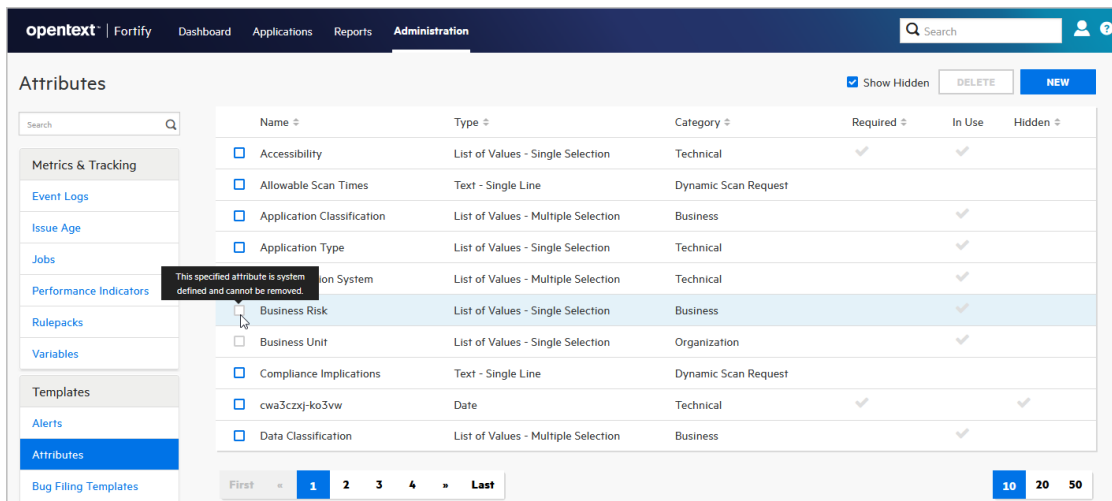 opentext™ | Fortify Dashboard Applications Reports Administration Search ?
Attributes Show Hidden DELETE NEW
Search
Metrics & Tracking
Event Logs
Issue Age
Jobs
Performance Indicators
Rulepacks
Variables
Templates
Alerts
Attributes
Bug Filing Templates
Name Type Category Required In Use Hidden
Accessibility List of Values - Single Selection Technical
Allowable Scan Times Text - Single Line Dynamic Scan Request
Application Classification List of Values - Multiple Selection Business
Application Type List of Values - Single Selection Technical
This specified attribute is system
defined and cannot be removed.
ion System List of Values - Single Selection Technical
Business Risk List of Values - Single Selection Business
Business Unit List of Values - Single Selection Organization
Compliance Implications Text - Single Line Dynamic Scan Request
cwa3czxj-ko3vw Date Technical
Data Classification List of Values - Multiple Selection Business
First « 1 2 3 4 » Last 10 20 50